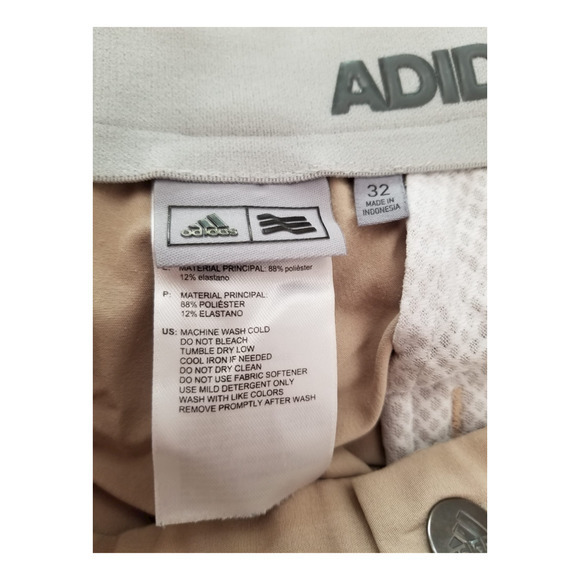 ADID
adidas
32
MADE IN
INDONESIA
E: MATERIAL PRINCIPAL: 88% poliéster
12% elastano
P: MATERIAL PRINCIPAL:
88% POLIÉSTER
12% ELASTANO
US: MACHINE WASH COLD
DO NOT BLEACH
TUMBLE DRY LOW
COOL IRON IF NEEDED
DO NOT DRY CLEAN
DO NOT USE FABRIC SOFTENER
USE MILD DETERGENT ONLY
WASH WITH LIKE COLORS
REMOVE PROMPTLY AFTER WASH